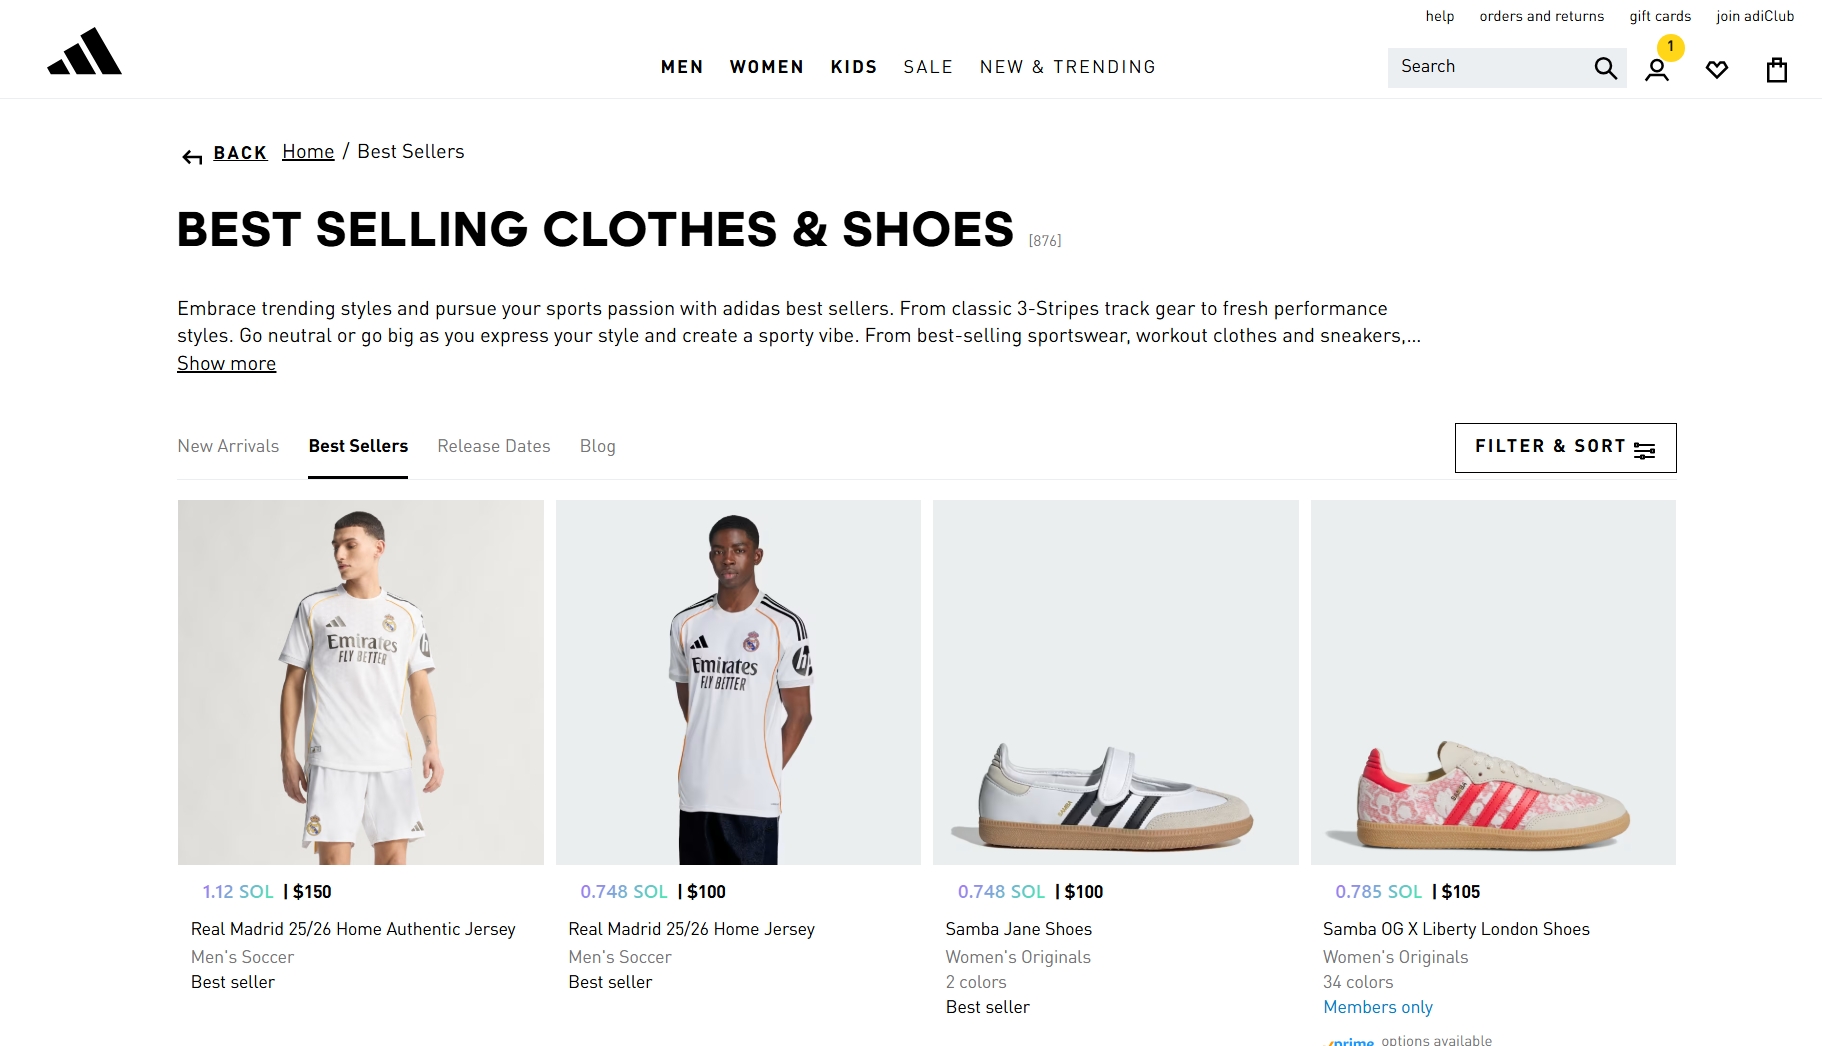 help orders and returns gift cards join adiClub
1
MEN WOMEN KIDS SALE NEW & TRENDING
Search
BACK Home / Best Sellers
BEST SELLING CLOTHES & SHOES [876]
Embrace trending styles and pursue your sports passion with adidas best sellers. From classic 3-Stripes track gear to fresh performance
styles. Go neutral or go big as you express your style and create a sporty vibe. From best-selling sportswear, workout clothes and sneakers,...
Show more
New Arrivals Best Sellers Release Dates Blog
FILTER & SORT
Emirates
FLY BETTER
Emirates
FLY BETTER
SAMBA
SAMBA
1.12 SOL | $150
Real Madrid 25/26 Home Authentic Jersey
Men's Soccer
Best seller
0.748 SOL | $100
Real Madrid 25/26 Home Jersey
Men's Soccer
Best seller
0.748 SOL | $100
Samba Jane Shoes
Women's Originals
2 colors
Best seller
0.785 SOL | $105
Samba OG X Liberty London Shoes
Women's Originals
34 colors
Members only
prime options available